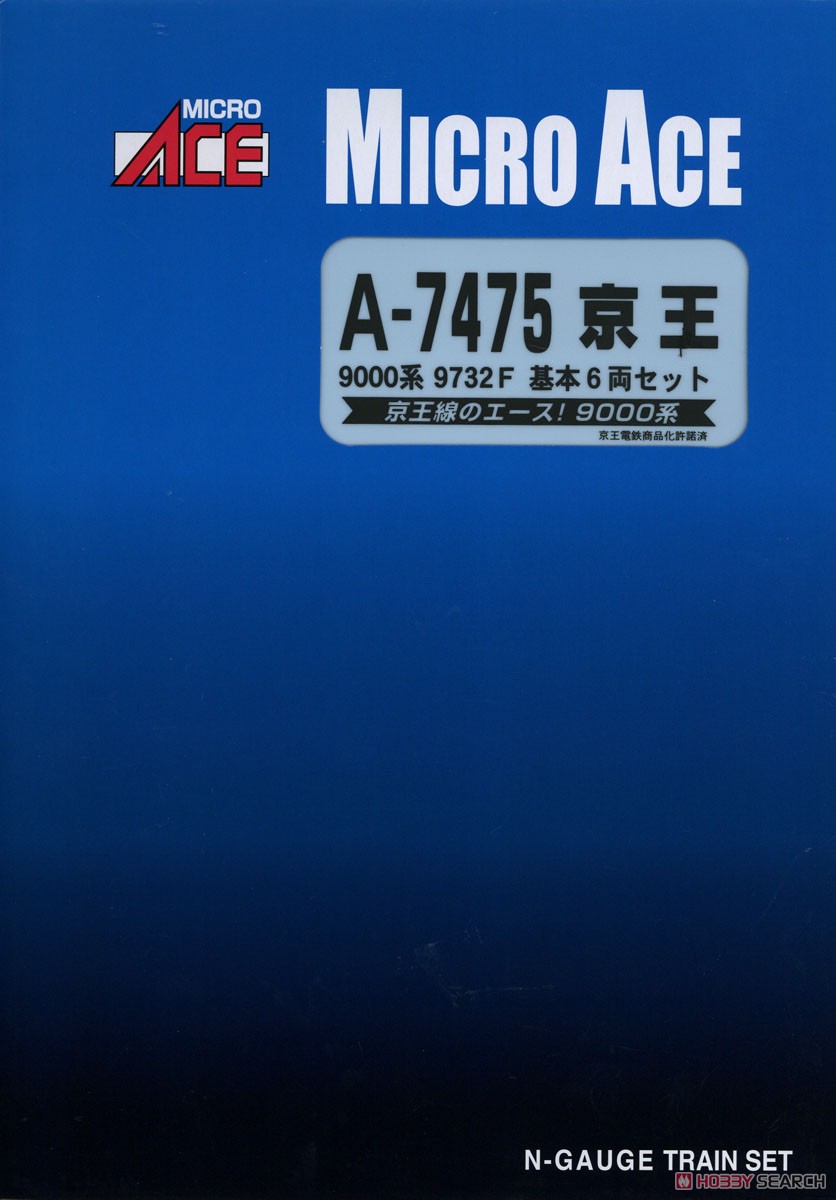 MICRO
ACE
MICRO ACE
A-7475 京王
9000系 9732F 基本6両セット
京王線のエース! 9000系
京王電鉄商品化許諾済
N-GAUGE TRAIN SET
HOBBY SEARCH